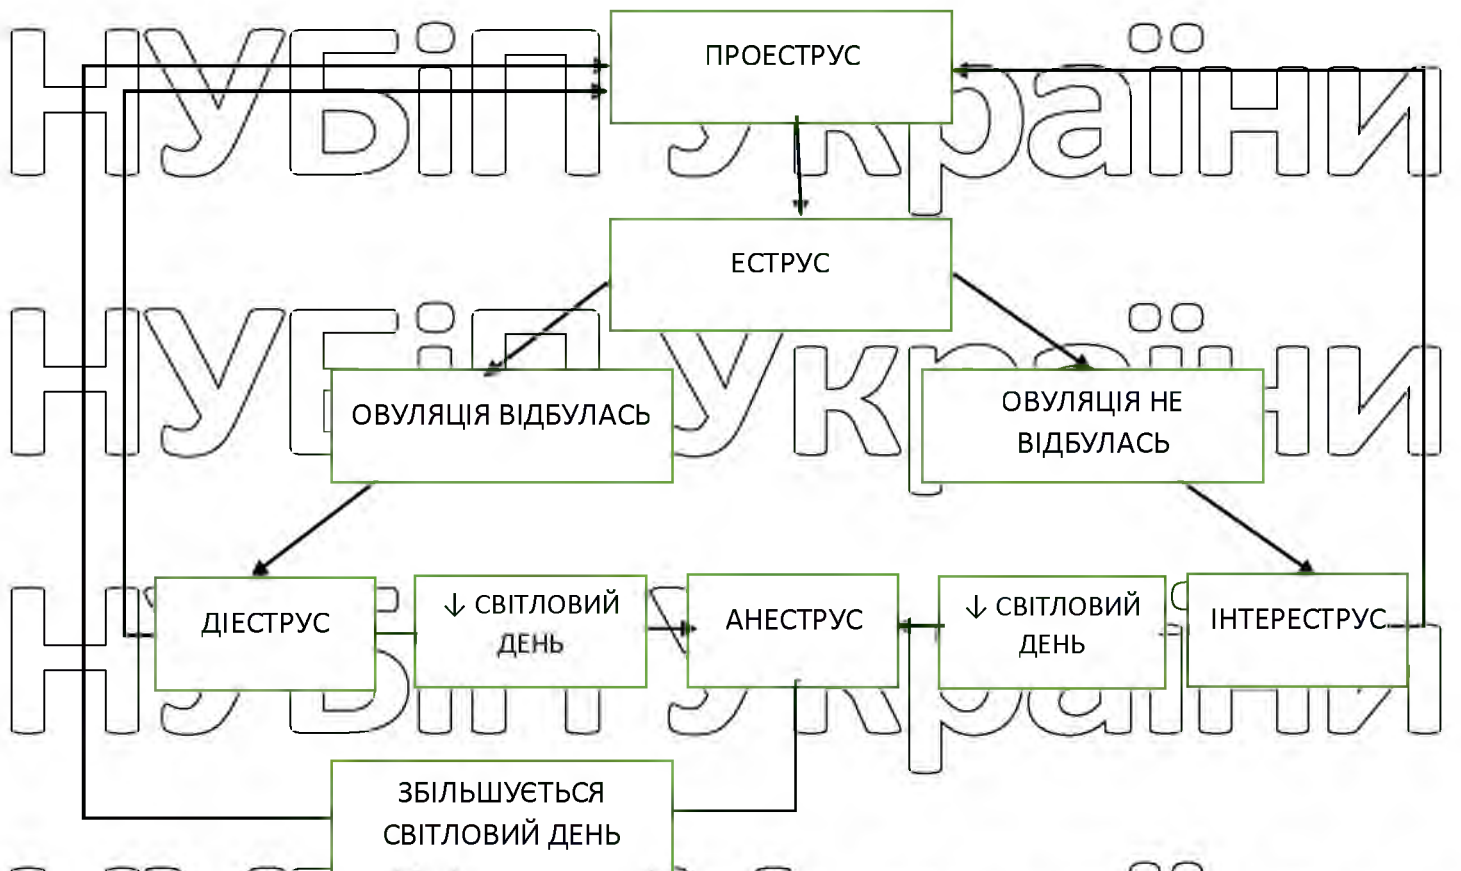 НУБіП України
ПРОЕСТРУС
ЕСТРУС
НУБіП України
ОВУЛЯЦІЯ ВІДБУЛАСЬ
ОВУЛЯЦІЯ НЕ
ВІДБУЛАСЬ
НУБіП України
ДІЕСТРУС
↓ СВІТЛОВИЙ
ДЕНЬ
АНЕСТРУС
↓ СВІТЛОВИЙ
ДЕНЬ
ІНТЕРЕСТРУС
ЗБІЛЬШУЄТЬСЯ
СВІТЛОВИЙ ДЕНЬ